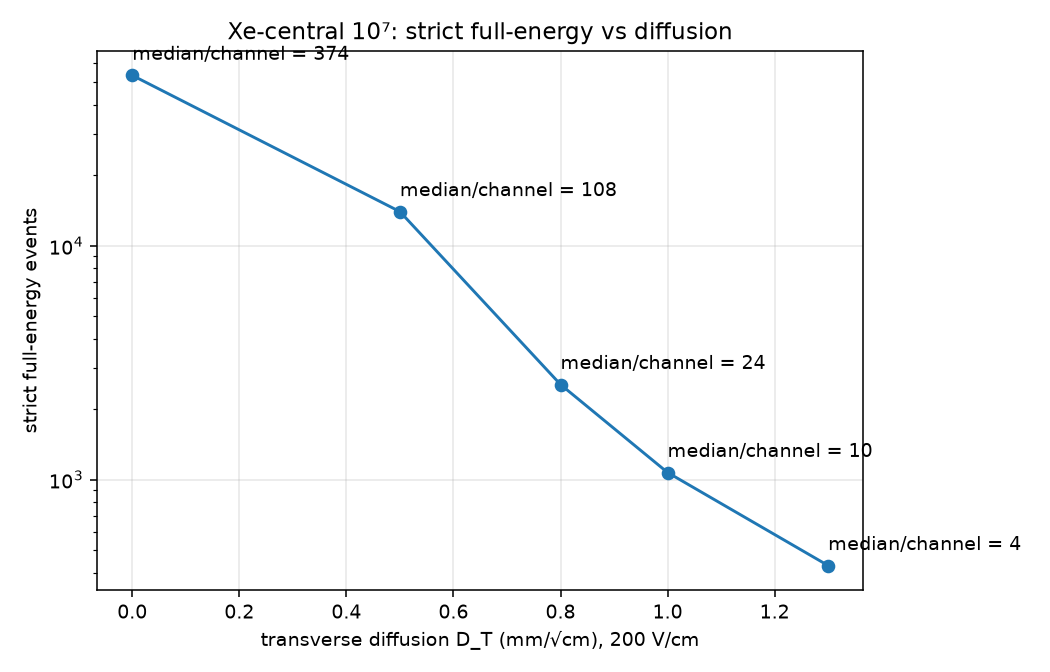 Xe-central 10⁷: strict full-energy vs diffusion
median/channel = 374
median/channel = 108
median/channel = 24
median/channel = 10
median/channel = 4
strict full-energy events
10⁴
10³
0.0 0.2 0.4 0.6 0.8 1.0 1.2
transverse diffusion D_T (mm/√cm), 200 V/cm